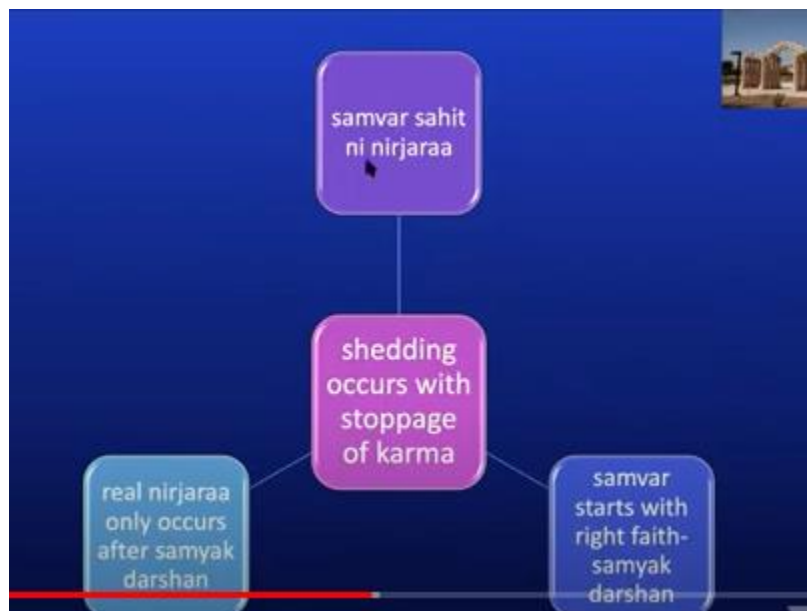 samvar sahit
ni nirjaraa
shedding
occurs with
stoppage
of karma
real nirjaraa
only occurs
after samyak
darshan
samvar
starts with
right faith-
samyak
darshan